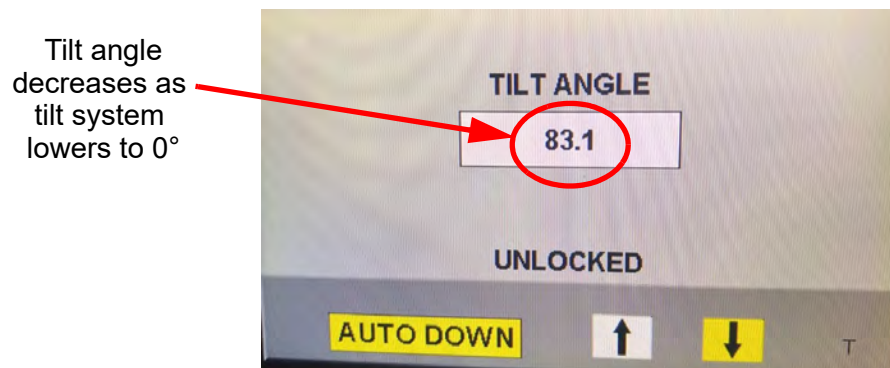 Tilt angle
decreases as
tilt system
lowers to 0°
TILT ANGLE
83.1
UNLOCKED
AUTO DOWN
T